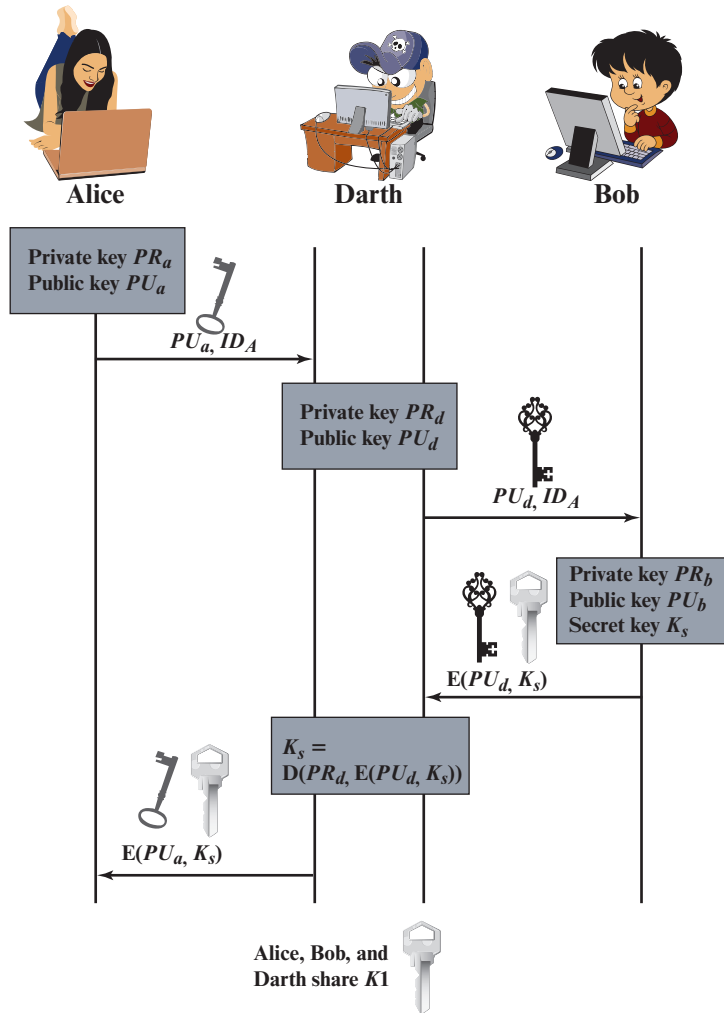 Alice
Darth
Bob
Private key PRa
Public key PUa
PUa, IDA
Private key PRd
Public key PUd
PUd, IDA
Private key PRb
Public key PUb
Secret key Ks
E(PUd, Ks)
Ks =
D(PRd, E(PUd, Ks))
E(PUa, Ks)
Alice, Bob, and
Darth share K1